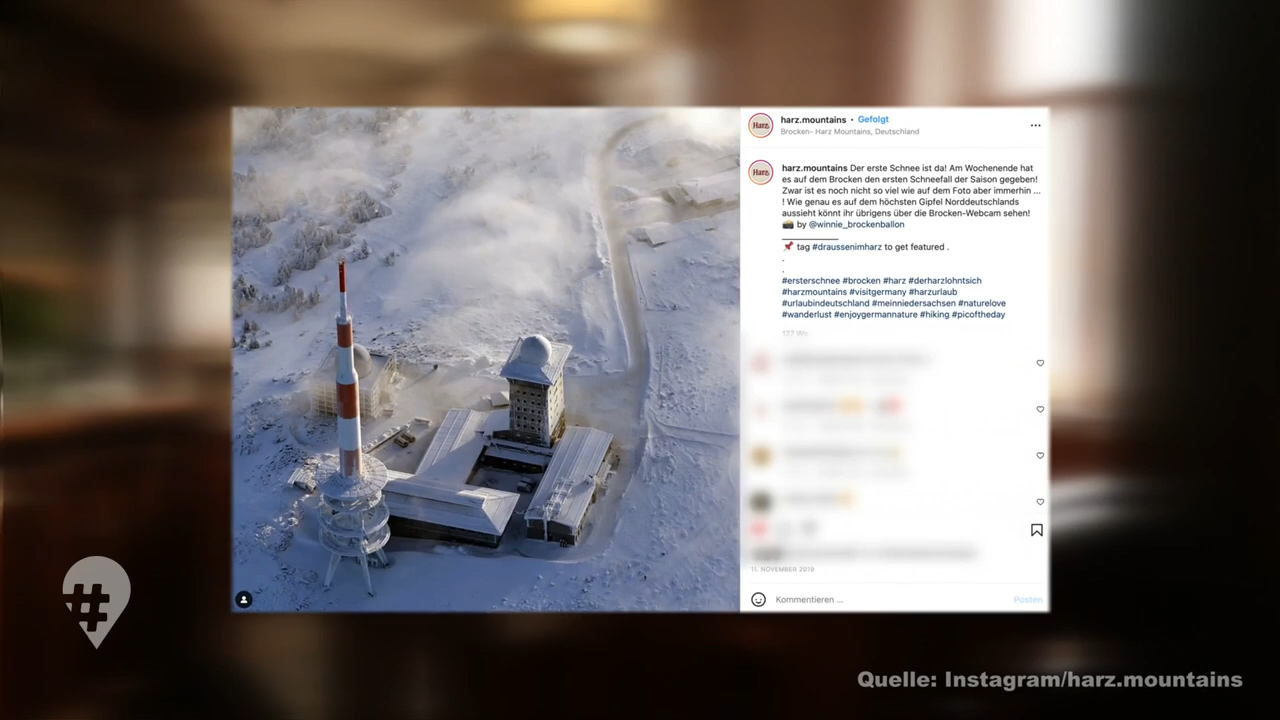 Harz
harz.mountains • Gefolgt
Brocken- Harz Mountains, Deutschland
Harz
harz.mountains Der erste Schnee ist da! Am Wochenende hat
es auf dem Brocken den ersten Schneefall der Saison gegeben!
Zwar ist es noch nicht so viel wie auf dem Foto aber immerhin ...
! Wie genau es auf dem höchsten Gipfel Norddeutschlands
aussieht könnt ihr übrigens über die Brocken-Webcam sehen!
📸 by @winnie_brockenballon
___________
📌 tag #draussenimharz to get featured .
.
.
#ersterschnee #brocken #harz #derharzlohntsich
#harzmountains #visitgermany #harzurlaub
#urlaubindeutschland #meinniedersachsen #naturelove
#wanderlust #enjoygermannature #hiking #picoftheday
11. NOVEMBER 2019
Kommentieren ...
Posten
#
Quelle: Instagram/harz.mountains